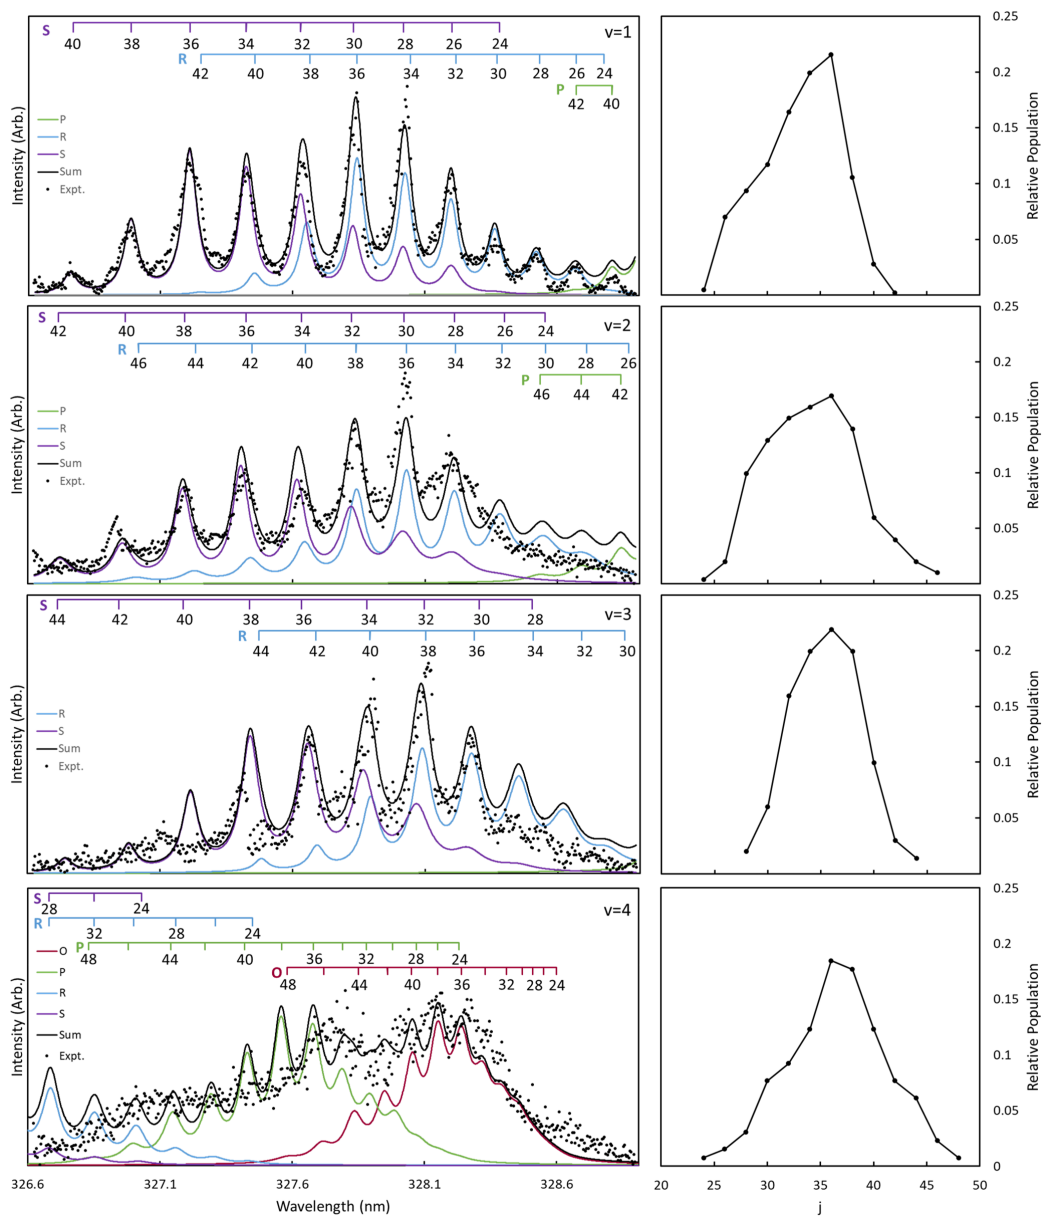 S
40 38 36 34 32 30 28 26 24
v=1
R
42 40 38 36 34 32 30 28 26 24
P
42 40
P
R
S
Sum
Expt.
Intensity (Arb.)
0.25
0.2
0.15
0.1
0.05
Relative Population
S
42 40 38 36 34 32 30 28 26 24
v=2
R
46 44 42 40 38 36 34 32 30 28 26
P
46 44 42
P
R
S
Sum
Expt.
Intensity (Arb.)
0.25
0.2
0.15
0.1
0.05
Relative Population
S
44 42 40 38 36 34 32 30 28
v=3
R
44 42 40 38 36 34 32 30
R
S
Sum
Expt.
Intensity (Arb.)
0.25
0.2
0.15
0.1
0.05
Relative Population
S
28 24
v=4
R
32 28 24
P
48 44 40 36 32 28 24
O
48 44 40 36 32 28 24
O
P
R
S
Sum
Expt.
Intensity (Arb.)
0.25
0.2
0.15
0.1
0.05
0
Relative Population
326.6 327.1 327.6 328.1 328.6
Wavelength (nm)
20 25 30 35 40 45 50
j